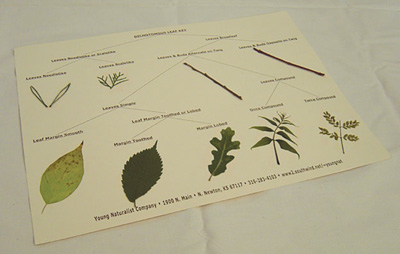 DICHOTOMOUS LEAF KEY
Leaves Needlelike or Scalelike
Leaves Broadleaf
Leaves Needlelike
Leaves Scalelike
Leaves & Buds Alternate on Twig
Leaves & Buds Opposite on Twig
Leaves Simple
Leaves Compound
Leaf Margin Smooth
Leaf Margin Toothed or Lobed
Margin Toothed
Margin Lobed
Once Compound
Twice Compound
Young Naturalist Company • 1900 N. Main • N. Newton, KS 67117 • 316-283-4103 • www2.southwind.net/~youngnat